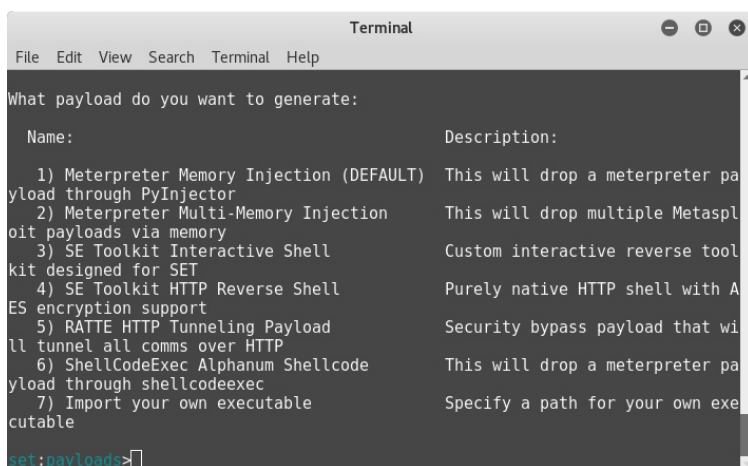 Terminal
File Edit View Search Terminal Help
What payload do you want to generate:
Name: Description:
1) Meterpreter Memory Injection (DEFAULT) This will drop a meterpreter pa
yload through PyInjector
2) Meterpreter Multi-Memory Injection This will drop multiple Metaspl
oit payloads via memory
3) SE Toolkit Interactive Shell Custom interactive reverse tool
kit designed for SET
4) SE Toolkit HTTP Reverse Shell Purely native HTTP shell with A
ES encryption support
5) RATTE HTTP Tunneling Payload Security bypass payload that wi
ll tunnel all comms over HTTP
6) ShellCodeExec Alphanum Shellcode This will drop a meterpreter pa
yload through shellcodeexec
7) Import your own executable Specify a path for your own exe
cutable
set:payloads>